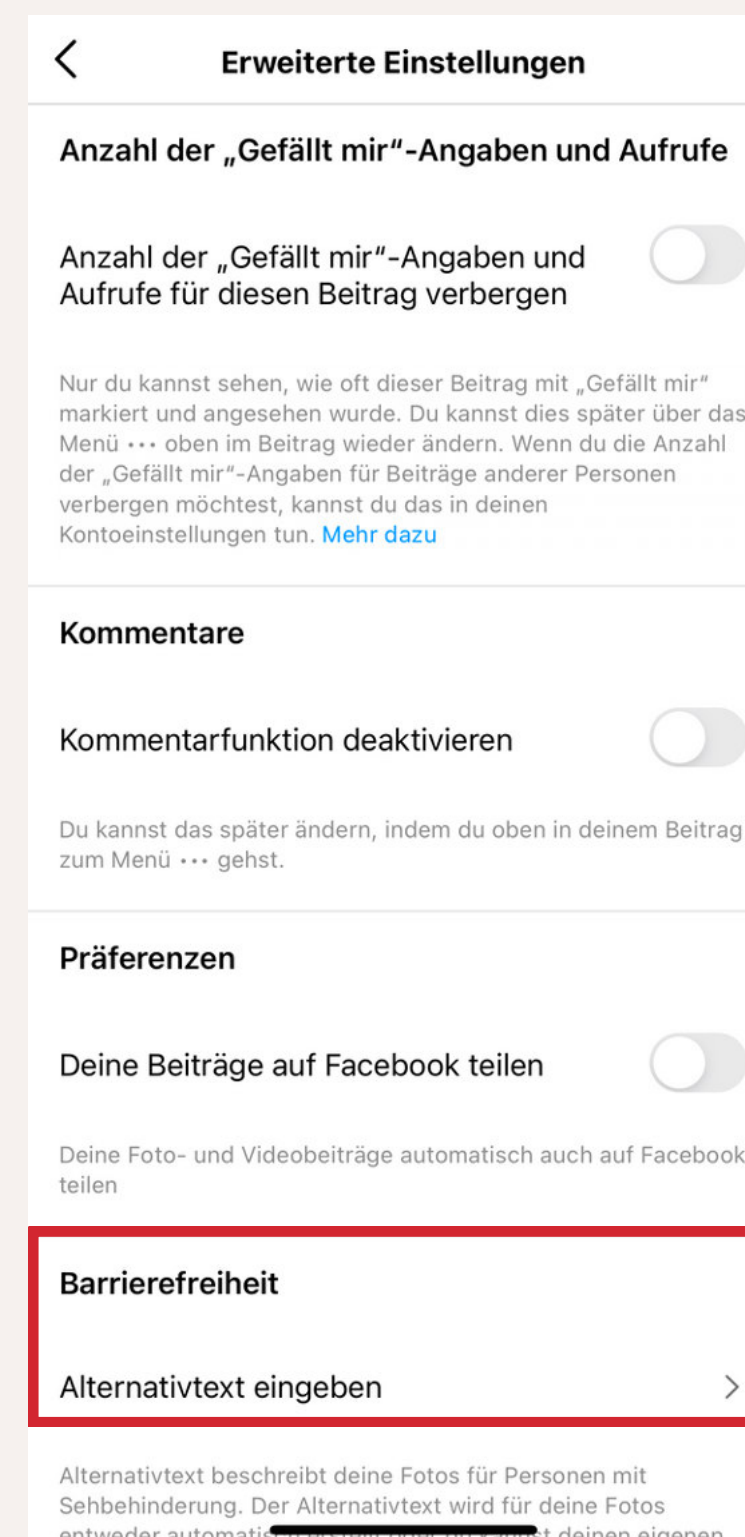 Erweiterte Einstellungen
Anzahl der „Gefällt mir"-Angaben und Aufrufe
Anzahl der „Gefällt mir"-Angaben und
Aufrufe für diesen Beitrag verbergen
Nur du kannst sehen, wie oft dieser Beitrag mit „Gefällt mir"
markiert und angesehen wurde. Du kannst dies später über das
Menü ··· oben im Beitrag wieder ändern. Wenn du die Anzahl
der „Gefällt mir"-Angaben für Beiträge anderer Personen
verbergen möchtest, kannst du das in deinen
Kontoeinstellungen tun. Mehr dazu
Kommentare
Kommentarfunktion deaktivieren
Du kannst das später ändern, indem du oben in deinem Beitrag
zum Menü ··· gehst.
Präferenzen
Deine Beiträge auf Facebook teilen
Deine Foto- und Videobeiträge automatisch auch auf Facebook
teilen
Barrierefreiheit
Alternativtext eingeben
Alternativtext beschreibt deine Fotos für Personen mit
Sehbehinderung. Der Alternativtext wird für deine Fotos
entweder deinen eigenen